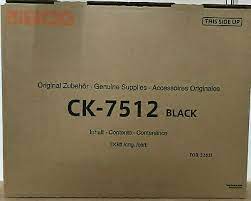 THIS SIDE UP
Original Zubehör · Genuine Supplies · Accessoires Originales
CK-7512 BLACK
Inhalt · Contents · Contenance